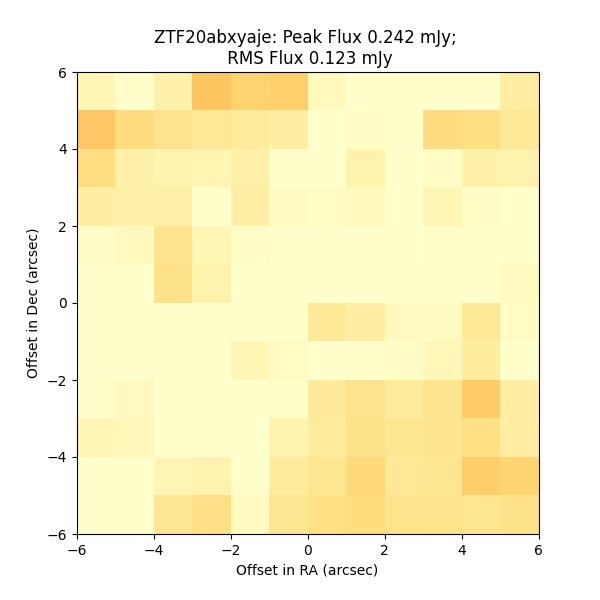 ZTF20abxyaje: Peak Flux 0.242 mJy;
RMS Flux 0.123 mJy
6
4
2
0
−2
−4
−6
Offset in Dec (arcsec)
−6 −4 −2 0 2 4 6
Offset in RA (arcsec)